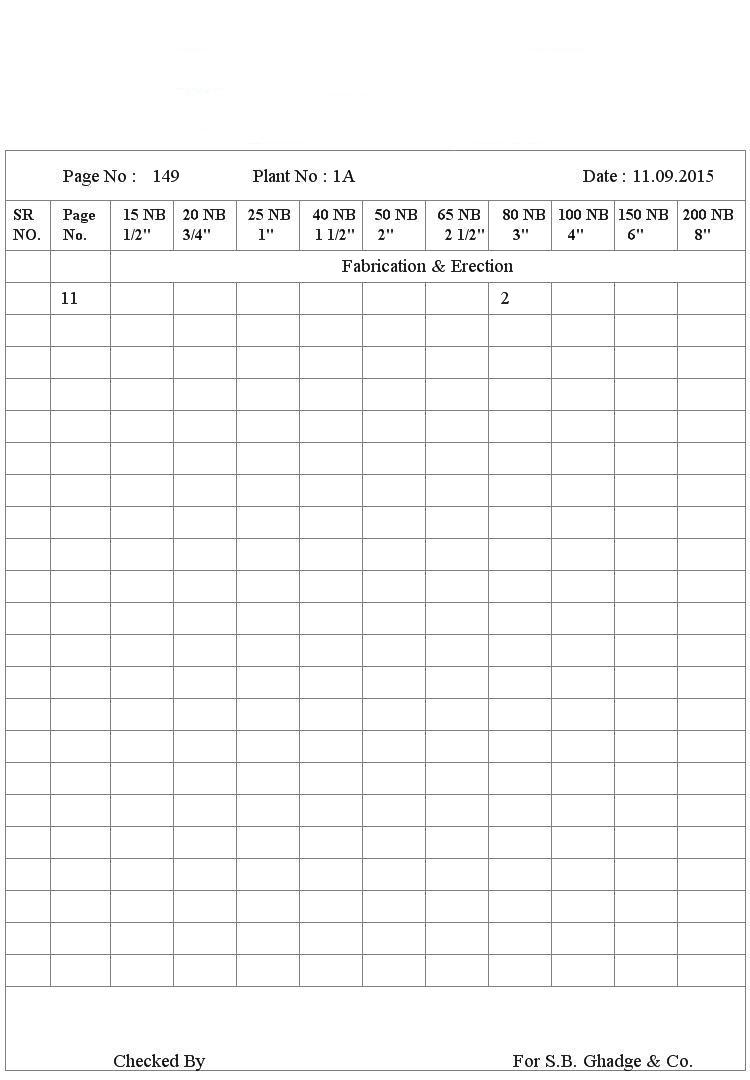 Page No : 149 Plant No : 1A Date : 11.09.2015
SR Page 15 NB 20 NB 25 NB 40 NB 50 NB 65 NB 80 NB 100 NB 150 NB 200 NB
NO. No. 1/2" 3/4" 1" 1 1/2" 2" 2 1/2" 3" 4" 6" 8"
Fabrication & Erection
11 2
Checked By For S.B. Ghadge & Co.